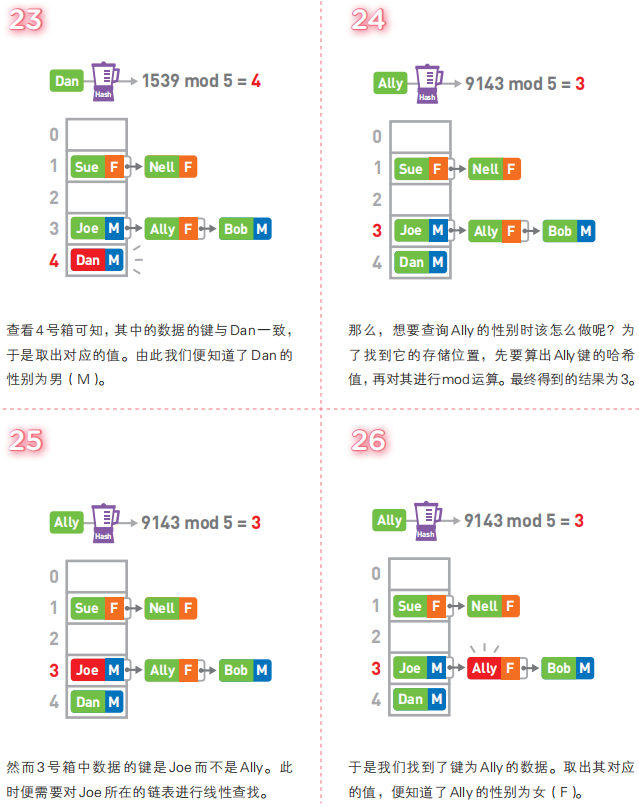 23
Dan
Hash
1539 mod 5 = 4
0
1 Sue F Nell F
2
3 Joe M Ally F Bob M
4 Dan M
查看4号箱可知，其中的数据的键与Dan一致，
于是取出对应的值。由此我们便知道了Dan的
性别为男（M）。
24
Ally
Hash
9143 mod 5 = 3
0
1 Sue F Nell F
2
3 Joe M Ally F Bob M
4 Dan M
那么，想要查询Ally的性别时该怎么做呢？为
了找到它的存储位置，先要算出Ally键的哈希
值，再对其进行mod运算。最终得到的结果为3。
25
Ally
Hash
9143 mod 5 = 3
0
1 Sue F Nell F
2
3 Joe M Ally F Bob M
4 Dan M
然而3号箱中数据的键是Joe而不是Ally。此
时便需要对Joe所在的链表进行线性查找。
26
Ally
Hash
9143 mod 5 = 3
0
1 Sue F Nell F
2
3 Joe M Ally F Bob M
4 Dan M
于是我们找到了键为Ally的数据。取出其对应
的值，便知道了Ally的性别为女（F）。